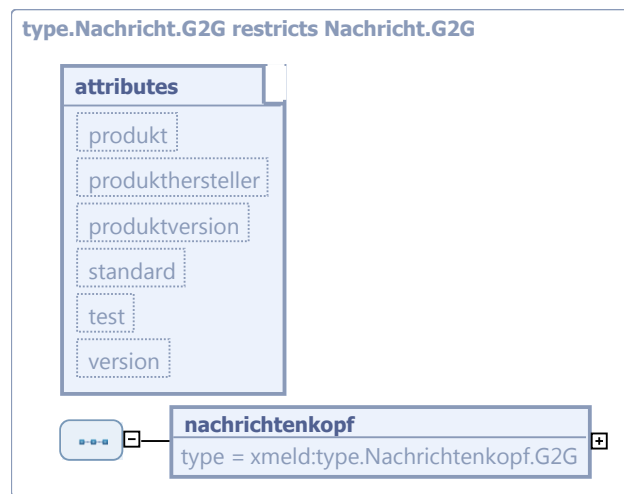 type.Nachricht.G2G restricts Nachricht.G2G
attributes
produkt
produkthersteller
produktversion
standard
test
version
nachrichtenkopf
type = xmeld:type.Nachrichtenkopf.G2G